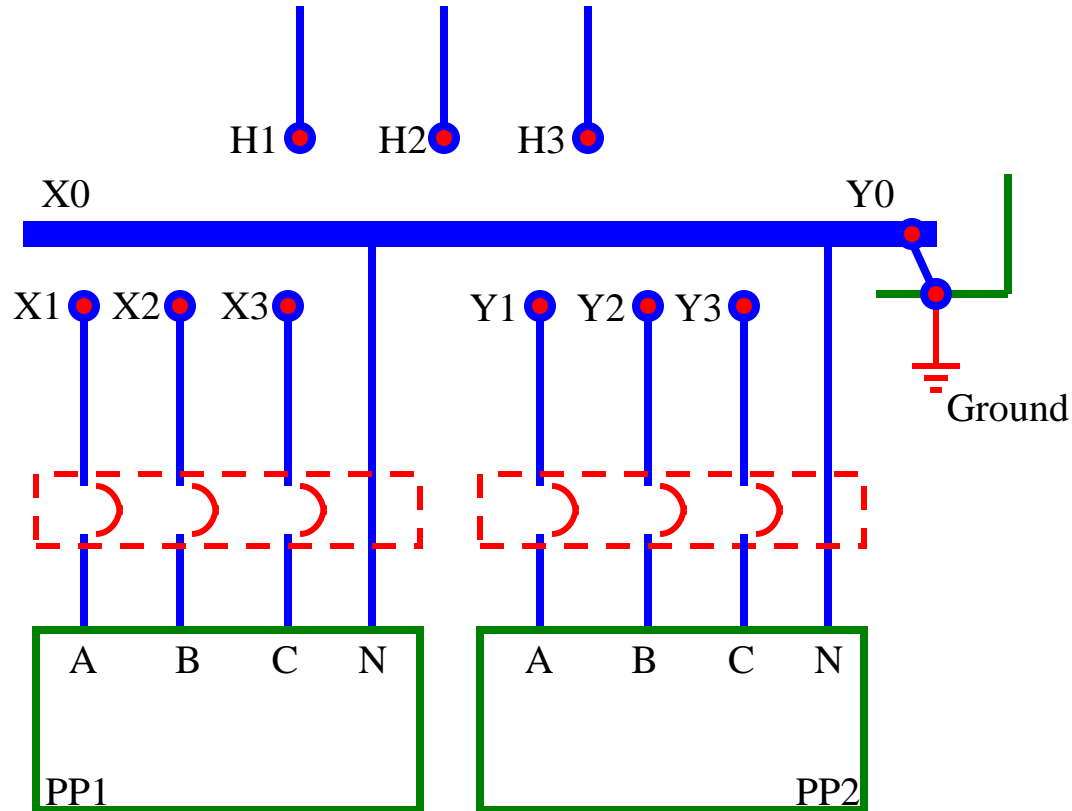 H1 H2 H3
X0 Y0
X1 X2 X3 Y1 Y2 Y3
Ground
A B C N A B C N
PP1 PP2